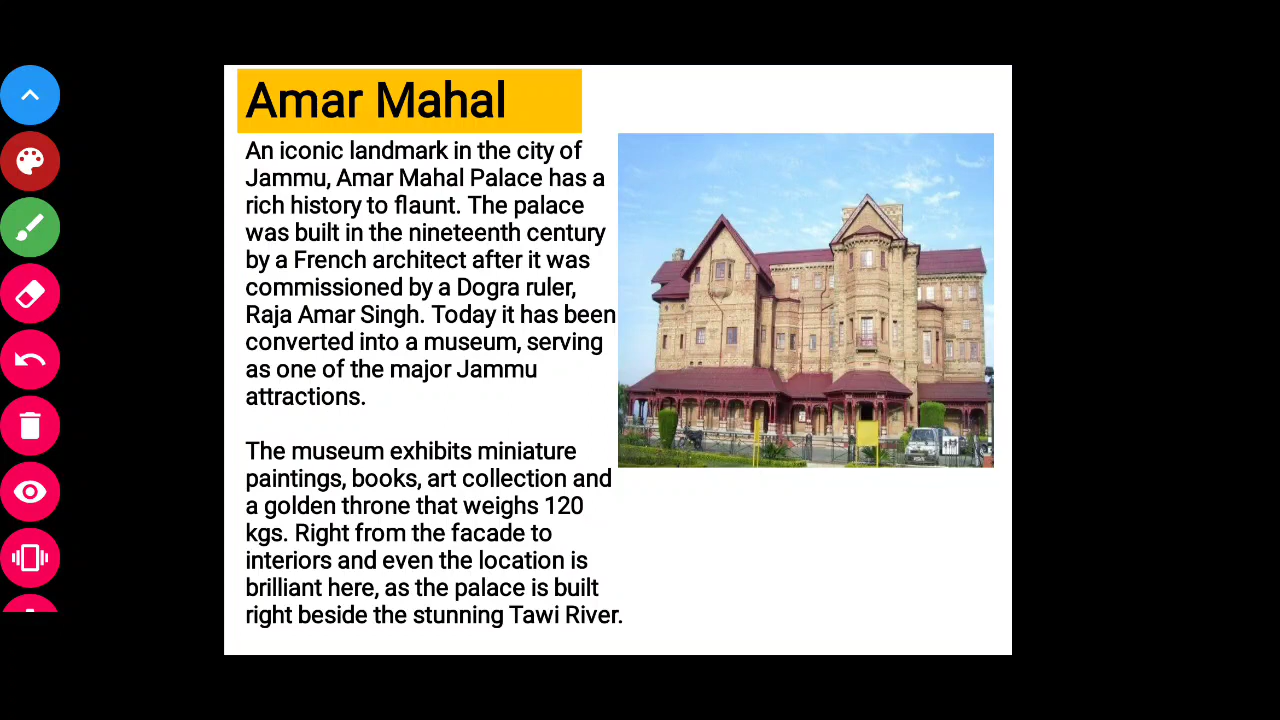 Amar Mahal
An iconic landmark in the city of
Jammu, Amar Mahal Palace has a
rich history to flaunt. The palace
was built in the nineteenth century
by a French architect after it was
commissioned by a Dogra ruler,
Raja Amar Singh. Today it has been
converted into a museum, serving
as one of the major Jammu
attractions.
The museum exhibits miniature
paintings, books, art collection and
a golden throne that weighs 120
kgs. Right from the facade to
interiors and even the location is
brilliant here, as the palace is built
right beside the stunning Tawi River.